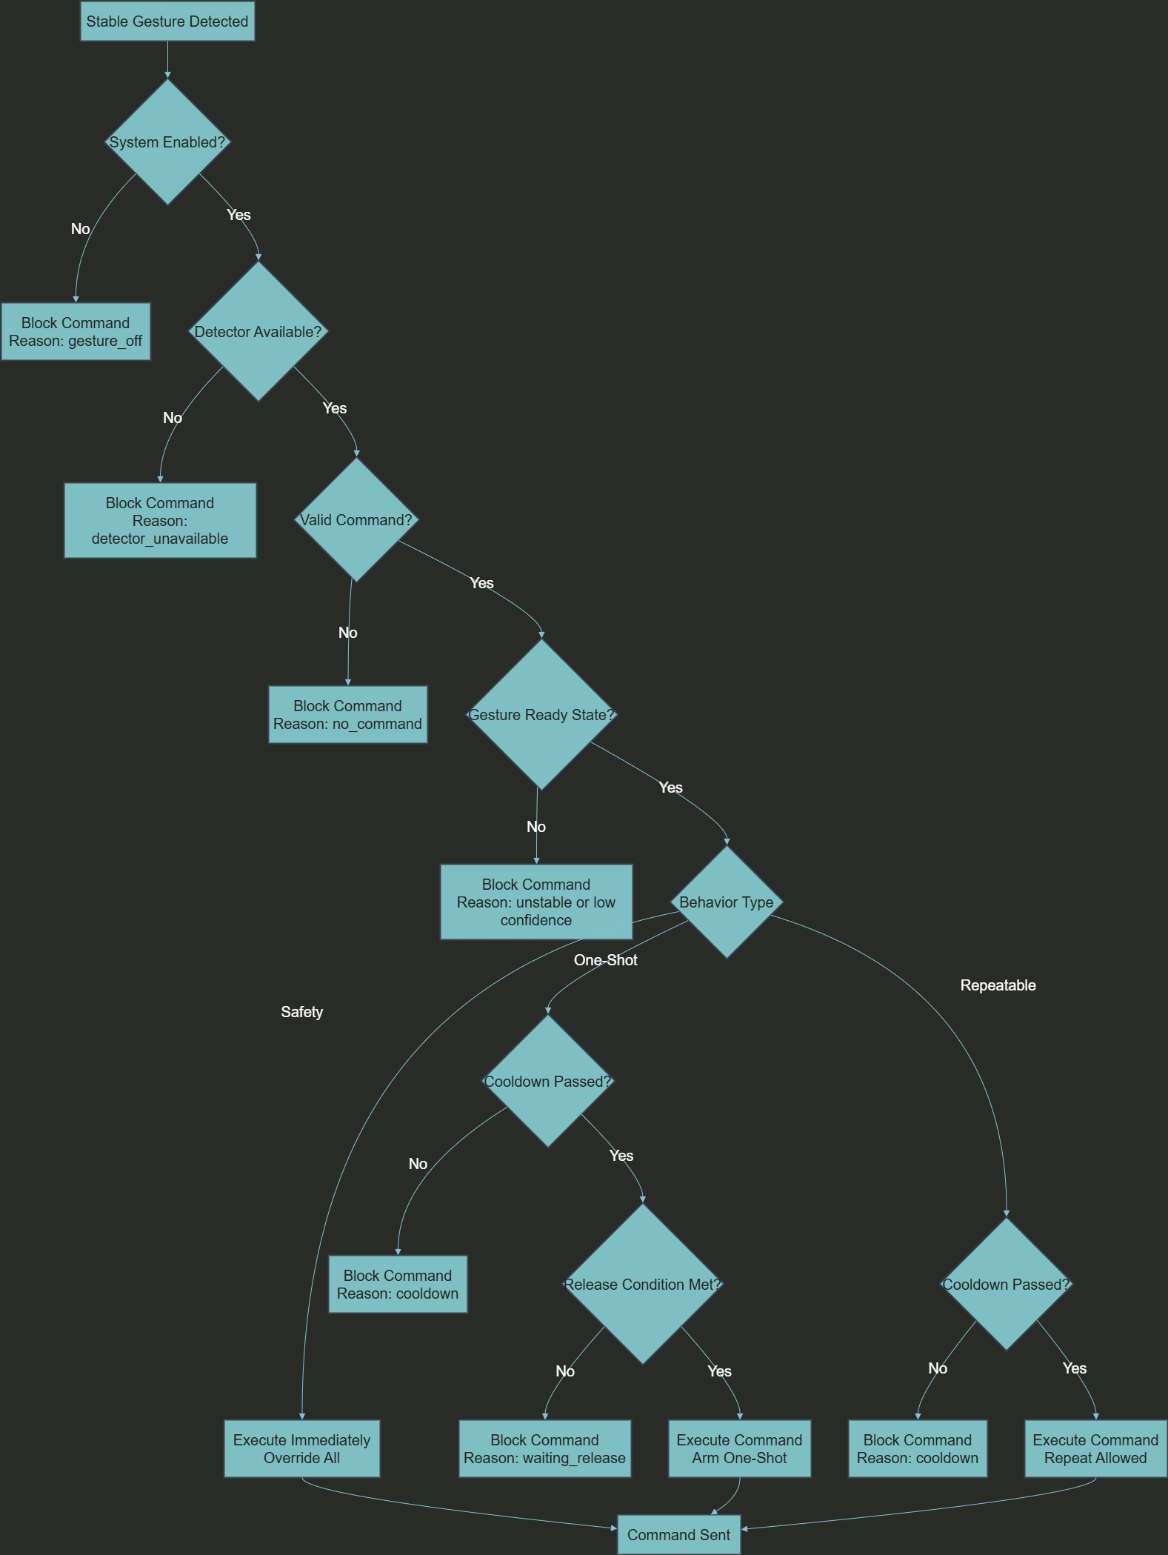 Stable Gesture Detected
System Enabled?
No
Yes
Block Command
Reason: gesture_off
Detector Available?
No
Yes
Block Command
Reason:
detector_unavailable
Valid Command?
No
Yes
Block Command
Reason: no_command
Gesture Ready State?
No
Yes
Block Command
Reason: unstable or low
confidence
Behavior Type
Safety
One-Shot
Repeatable
Cooldown Passed?
No
Yes
Block Command
Reason: cooldown
Release Condition Met?
Cooldown Passed?
No
Yes
No
Yes
Execute Immediately
Override All
Block Command
Reason: waiting_release
Execute Command
Arm One-Shot
Block Command
Reason: cooldown
Execute Command
Repeat Allowed
Command Sent